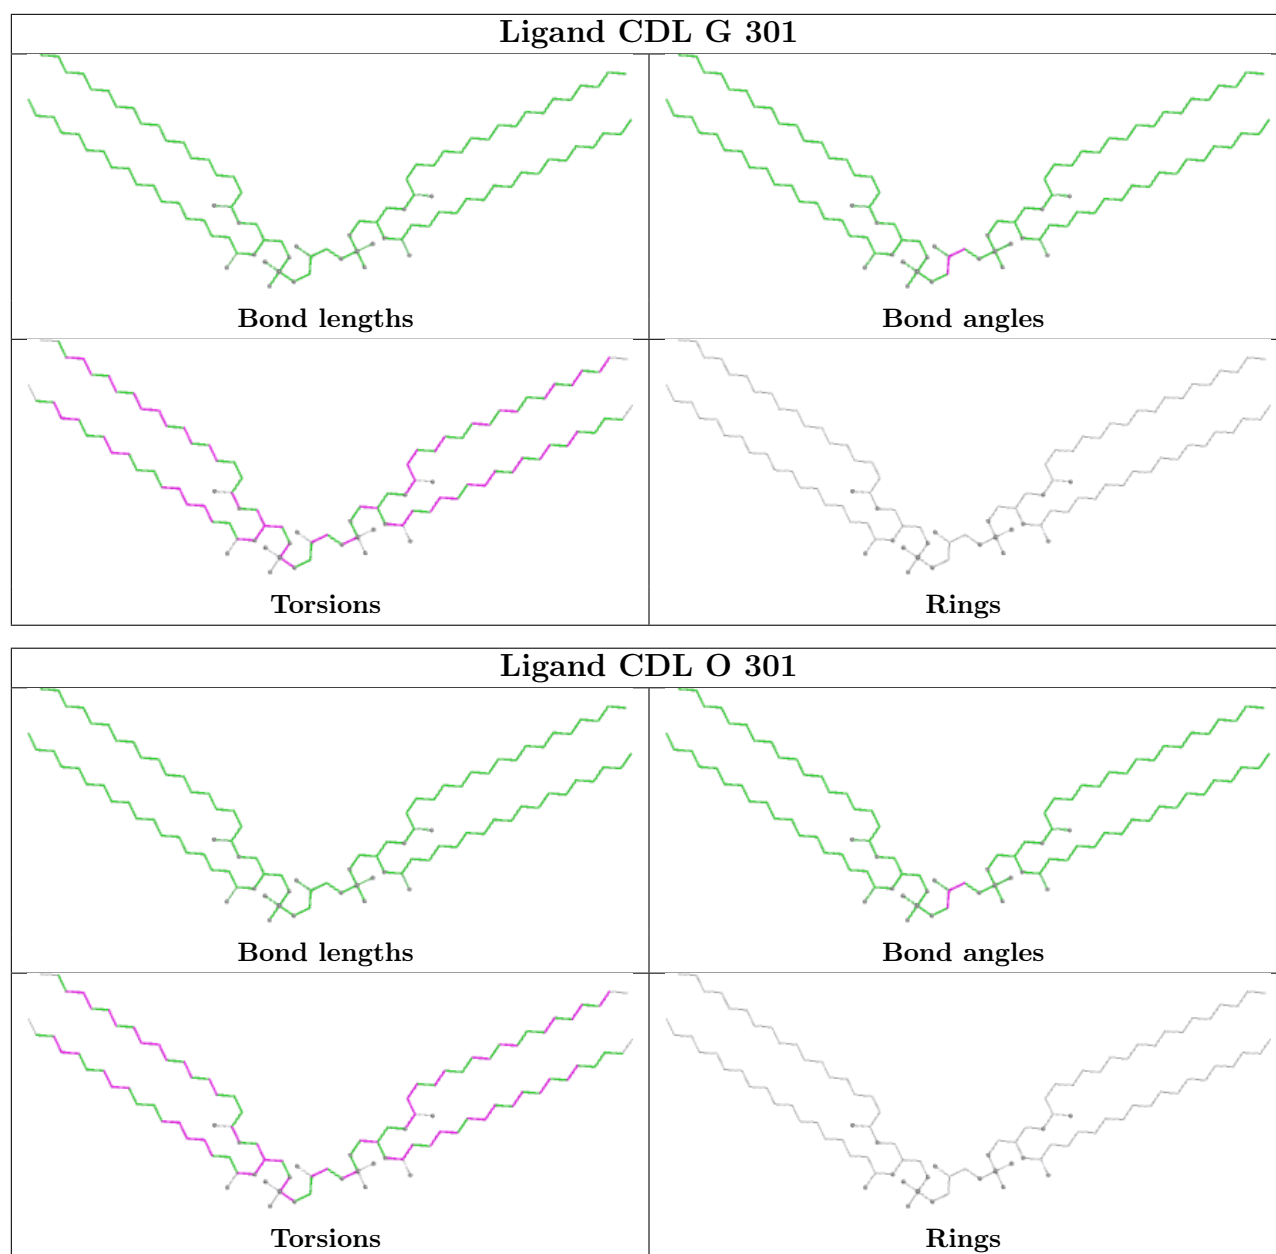 Ligand CDL G 301
Bond lengths
Bond angles
Torsions
Rings
Ligand CDL O 301
Bond lengths
Bond angles
Torsions
Rings